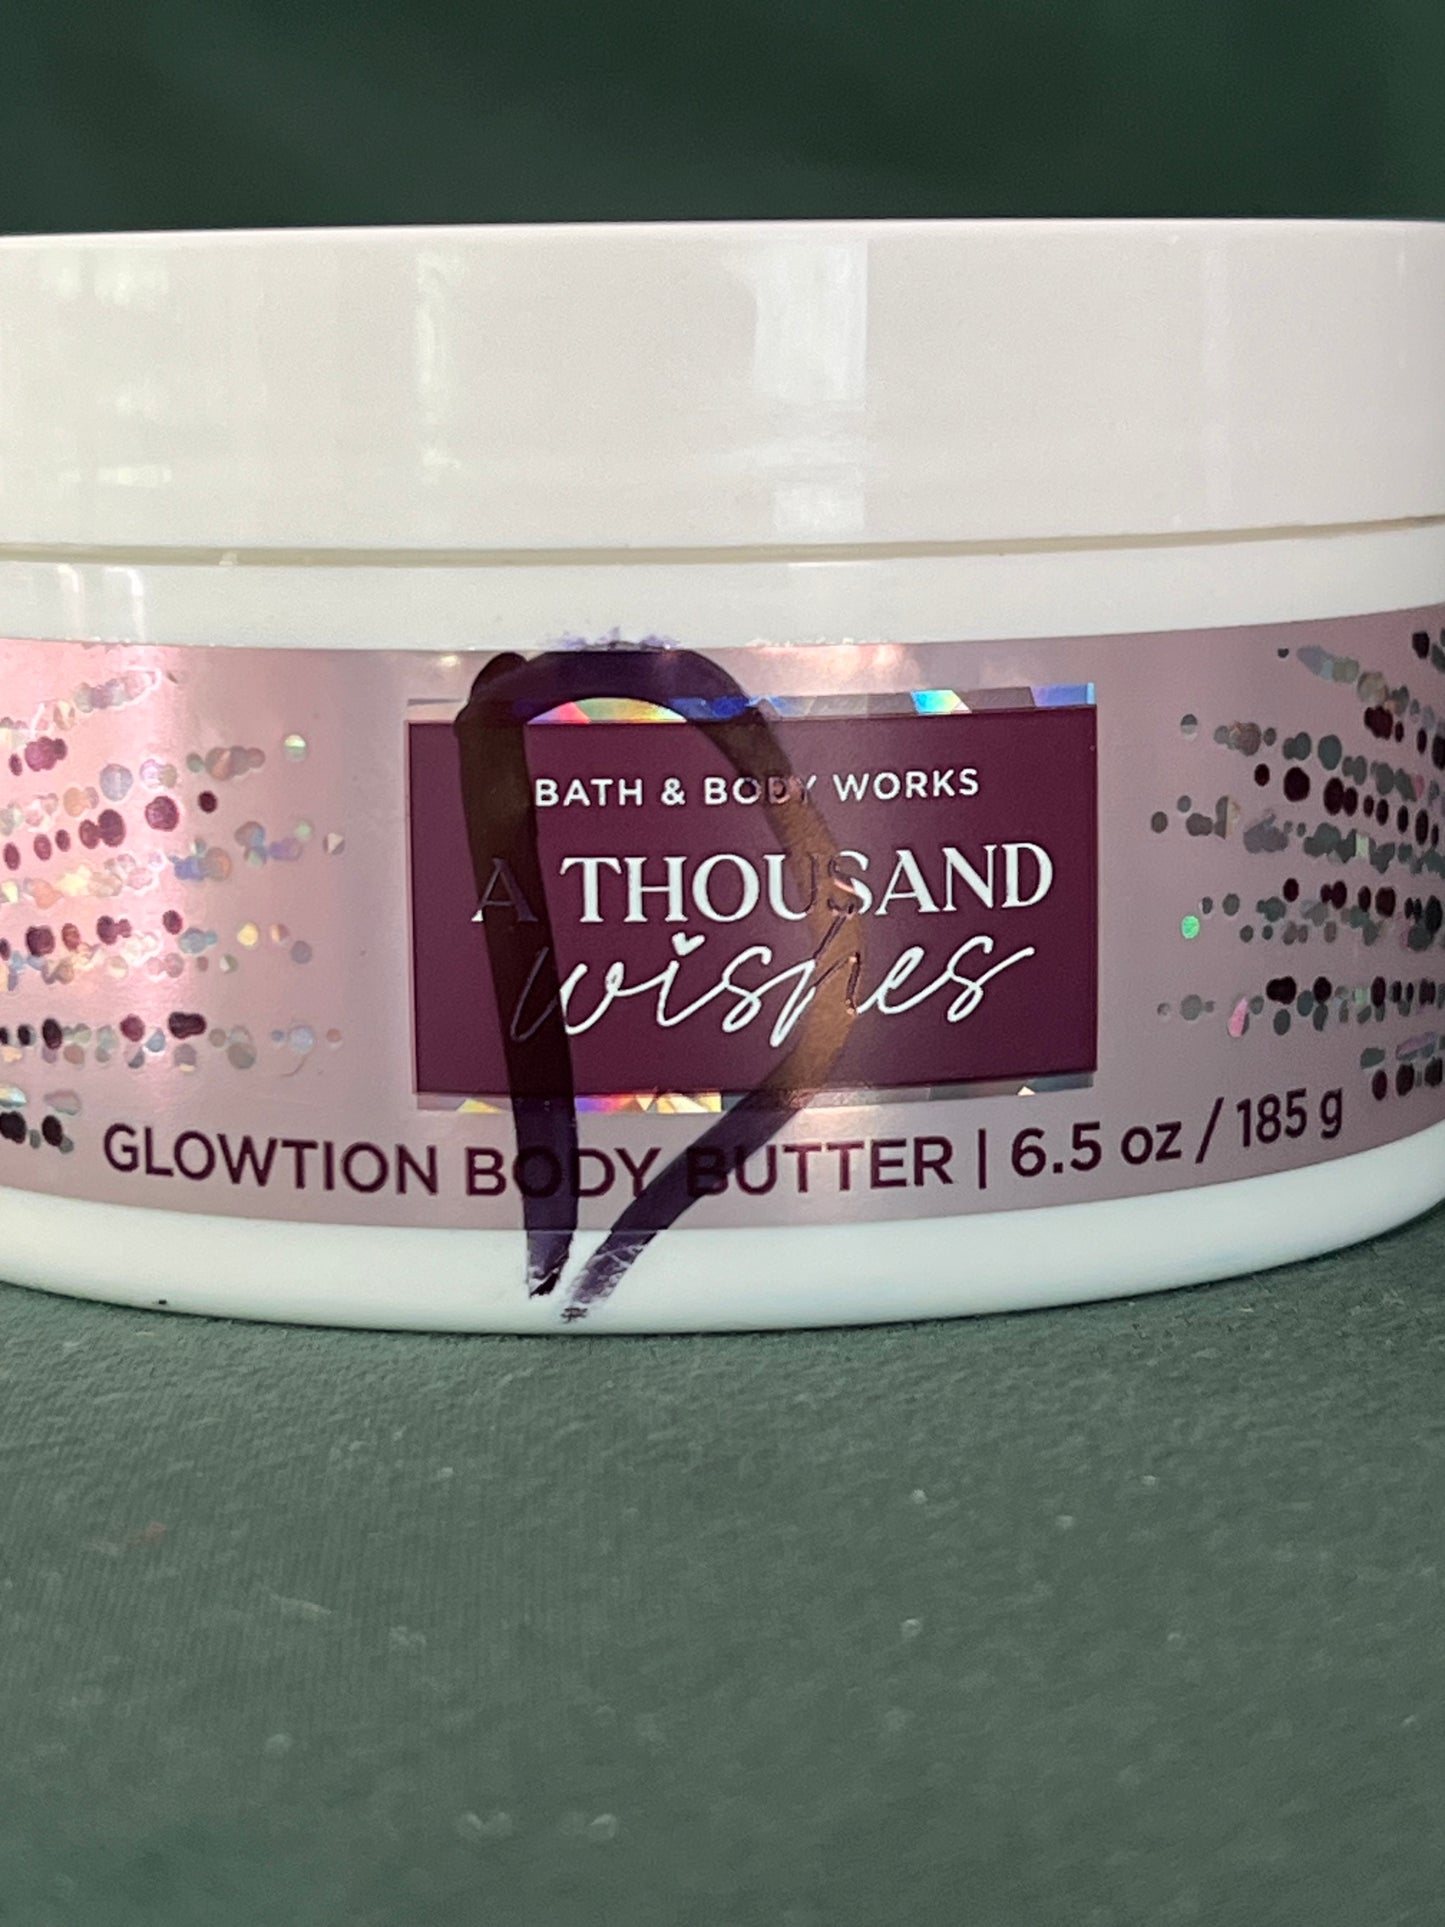 BATH & BODY WORKS
A THOUSAND
wishes
GLOWTION BODY BUTTER | 6.5 oz / 185 g
D